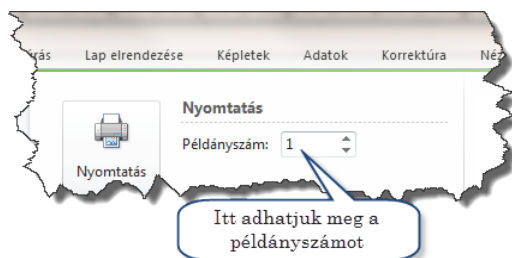 Lap elrendezése Képletek Adatok Korrektúra
Nyomtatás
Példányszám: 1
Nyomtatás
Itt adhatjuk meg a
példányszámot